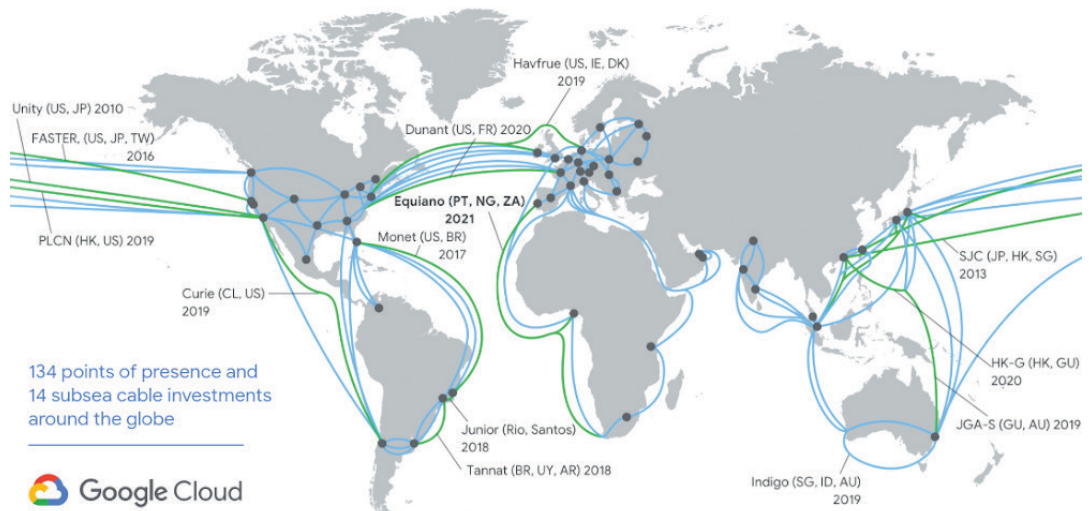 Havfrue (US, IE, DK)
2019
Unity (US, JP) 2010
FASTER, (US, JP, TW)
2016
Dunant (US, FR) 2020
Equiano (PT, NG, ZA)
2021
PLCN (HK, US) 2019
Monet (US, BR)
2017
SJC (JP, HK, SG)
2013
Curie (CL, US)
2019
134 points of presence and
14 subsea cable investments
around the globe
HK-G (HK, GU)
2020
JGA-S (GU, AU) 2019
Junior (Rio, Santos)
2018
Tannat (BR, UY, AR) 2018
Indigo (SG, ID, AU)
2019
Google Cloud